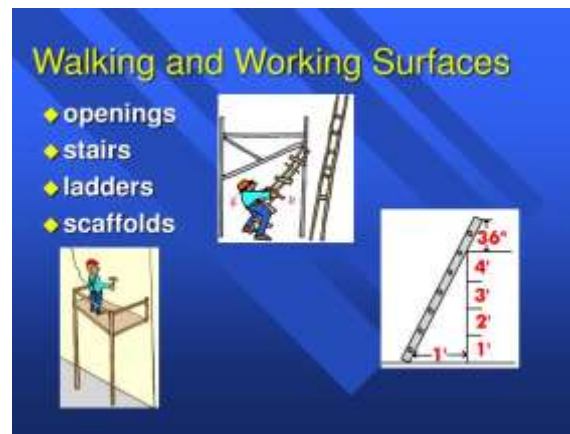 Walking and Working Surfaces
openings
stairs
ladders
scaffolds
36"
4'
3'
2'
1'
1'